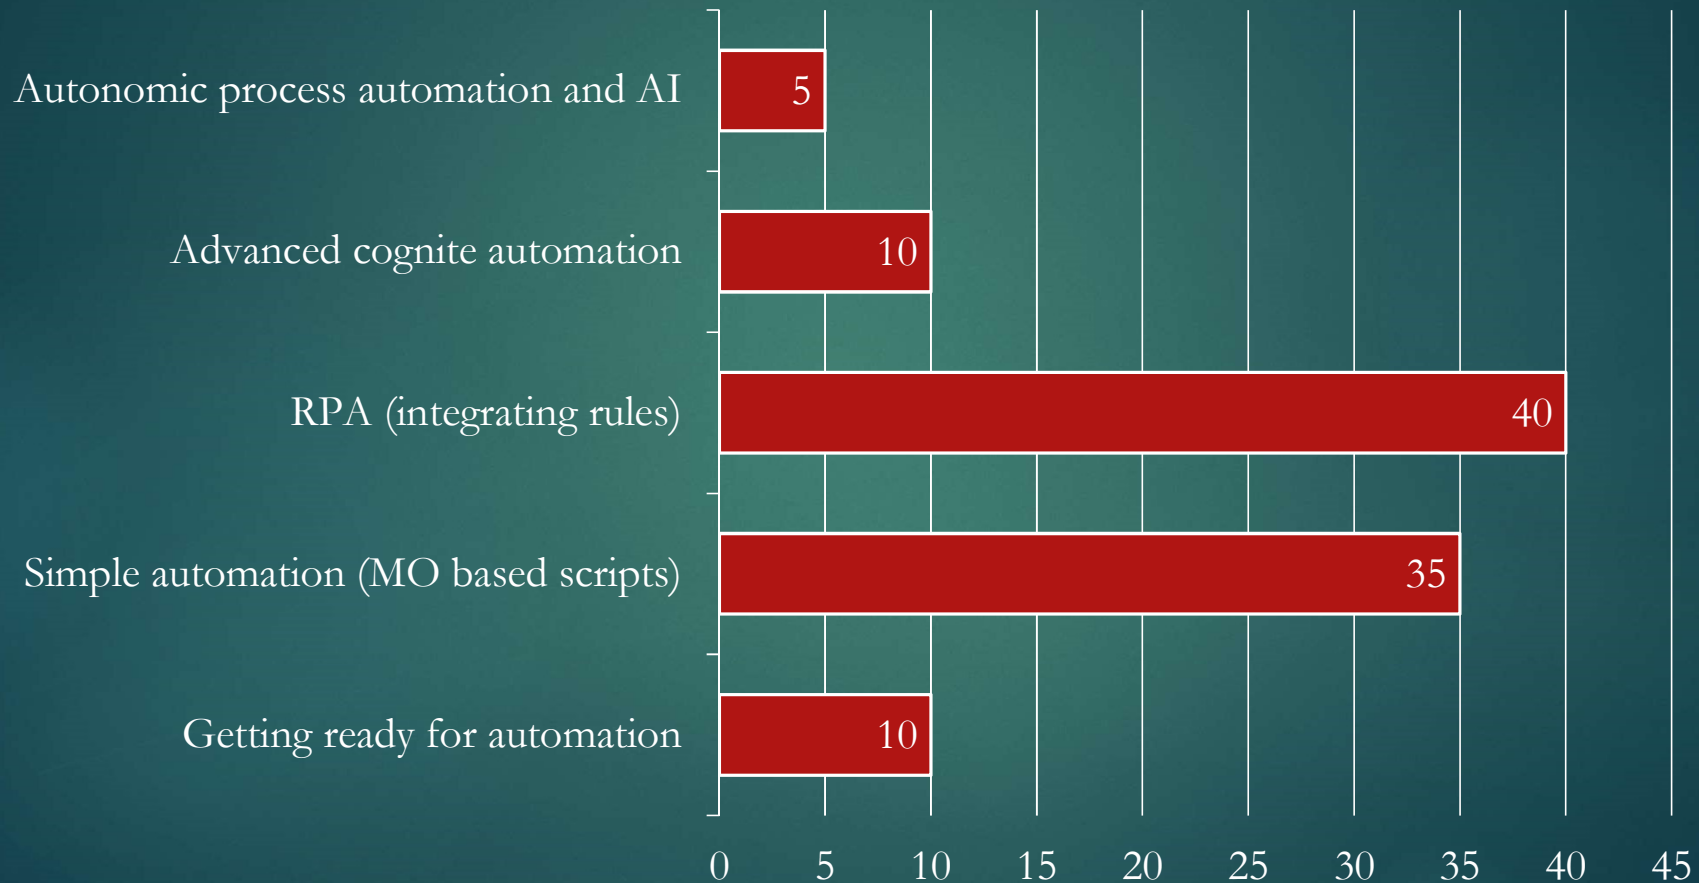 Autonomic process automation and AI 5
Advanced cognite automation 10
RPA (integrating rules) 40
Simple automation (MO based scripts) 35
Getting ready for automation 10
0 5 10 15 20 25 30 35 40 45